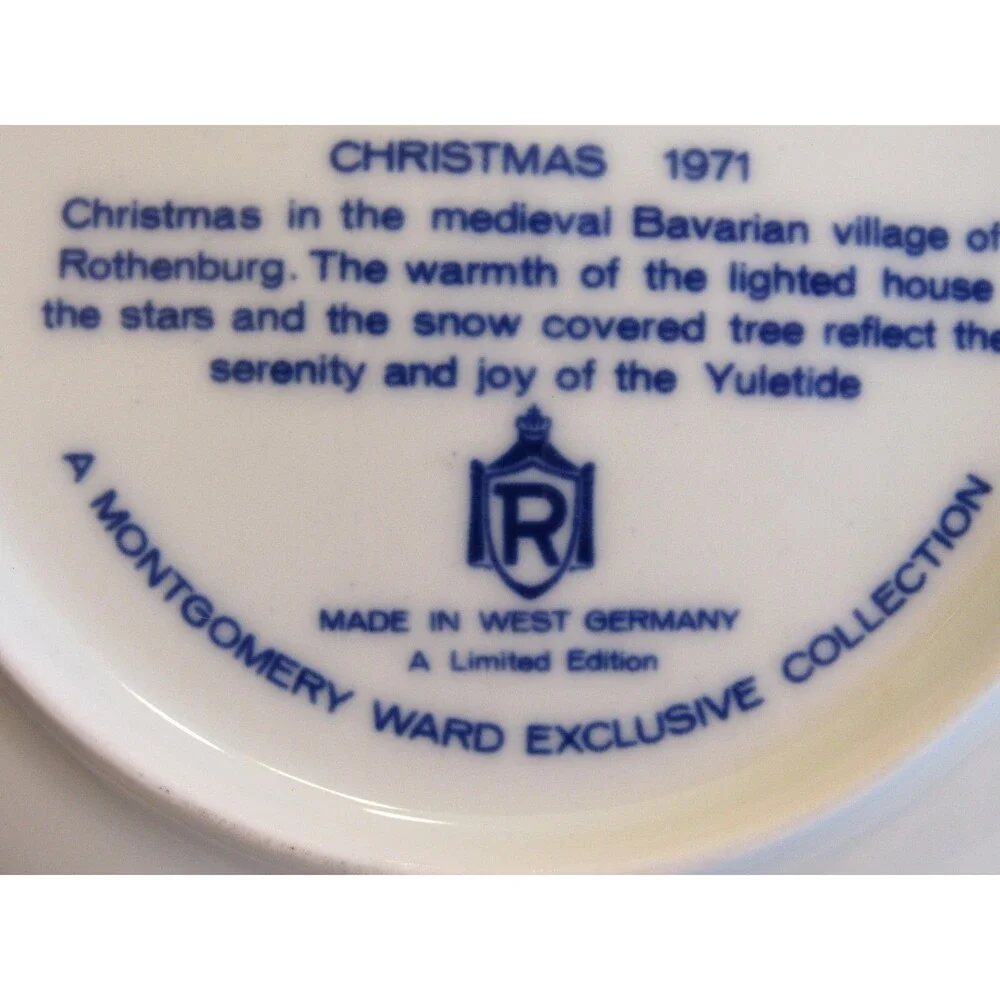 CHRISTMAS 1971
Christmas in the medieval Bavarian village of
Rothenburg. The warmth of the lighted house
the stars and the snow covered tree reflect the
serenity and joy of the Yuletide
R
MADE IN WEST GERMANY
A Limited Edition
A MONTGOMERY WARD EXCLUSIVE COLLECTION